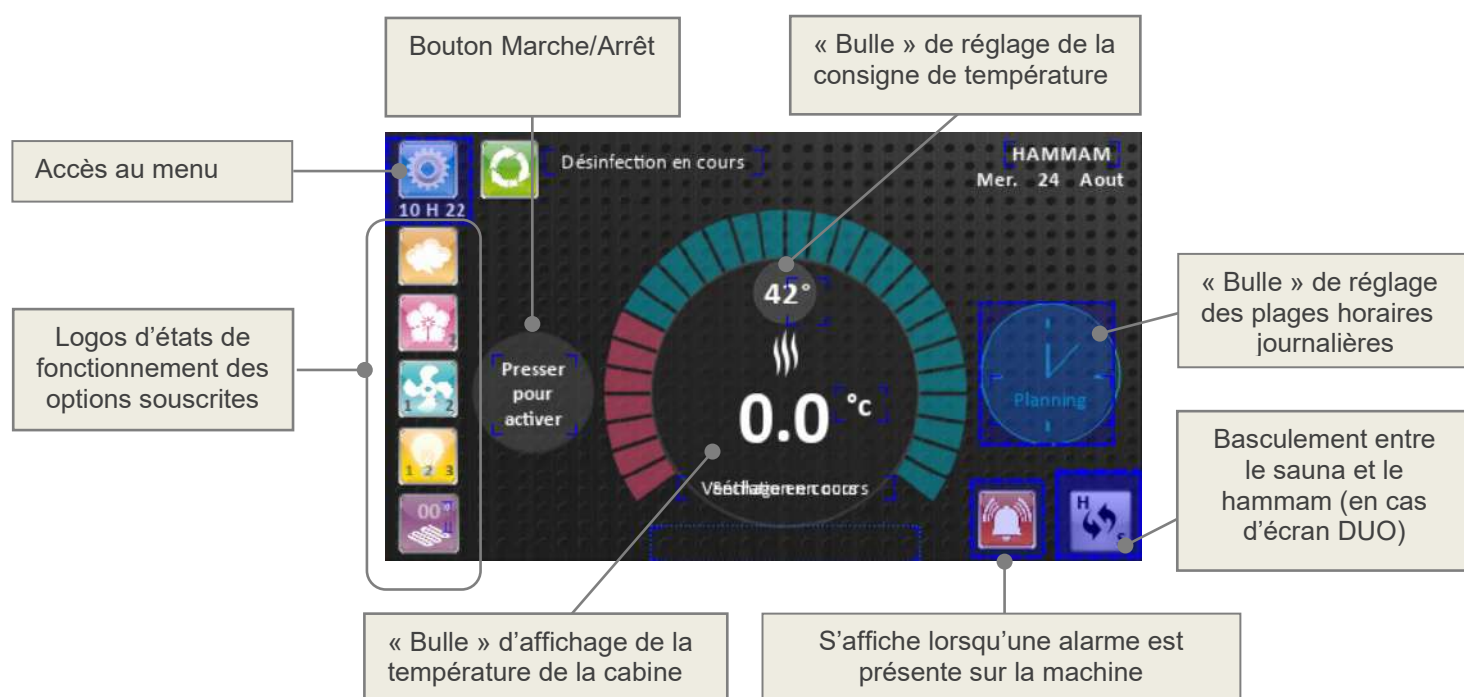 Bouton Marche/Arrêt
« Bulle » de réglage de la
consigne de température
Accès au menu
Désinfection en cours
HAMMAM
Mer. 24 Aout
10 H 22
42°
« Bulle » de réglage
des plages horaires
journalières
Logos d’états de
fonctionnement des
options souscrites
2
1 2
1 2 3
00°
Presser
pour
activer
0.0 °c
Planning
en cours
H
S
Basculement entre
le sauna et le
hammam (en cas
d’écran DUO)
« Bulle » d’affichage de la
température de la cabine
S’affiche lorsqu’une alarme est
présente sur la machine